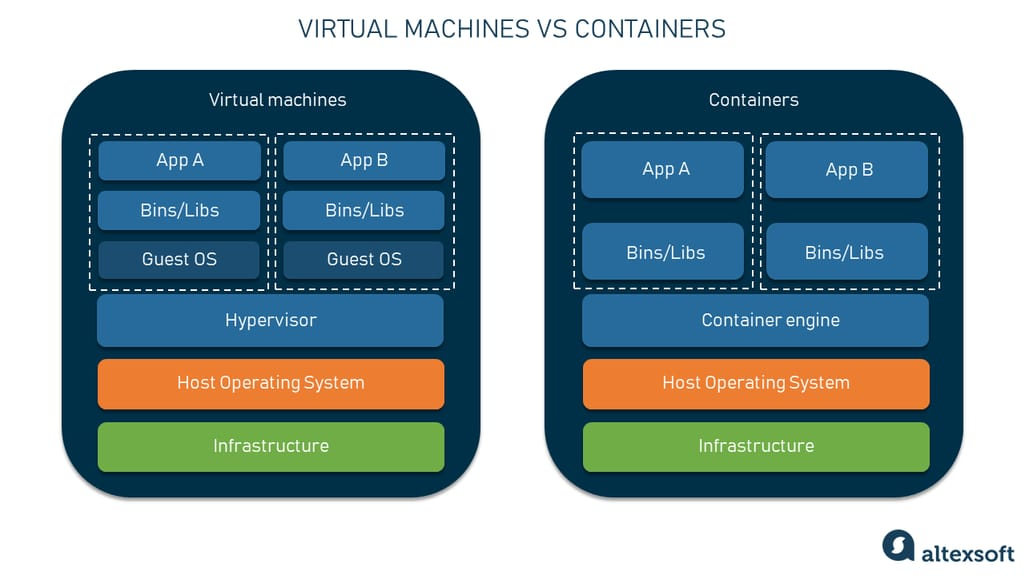 VIRTUAL MACHINES VS CONTAINERS
Virtual machines
App A
App B
Bins/Libs
Bins/Libs
Guest OS
Guest OS
Hypervisor
Host Operating System
Infrastructure
Containers
App A
App B
Bins/Libs
Bins/Libs
Container engine
Host Operating System
Infrastructure
altexsoft